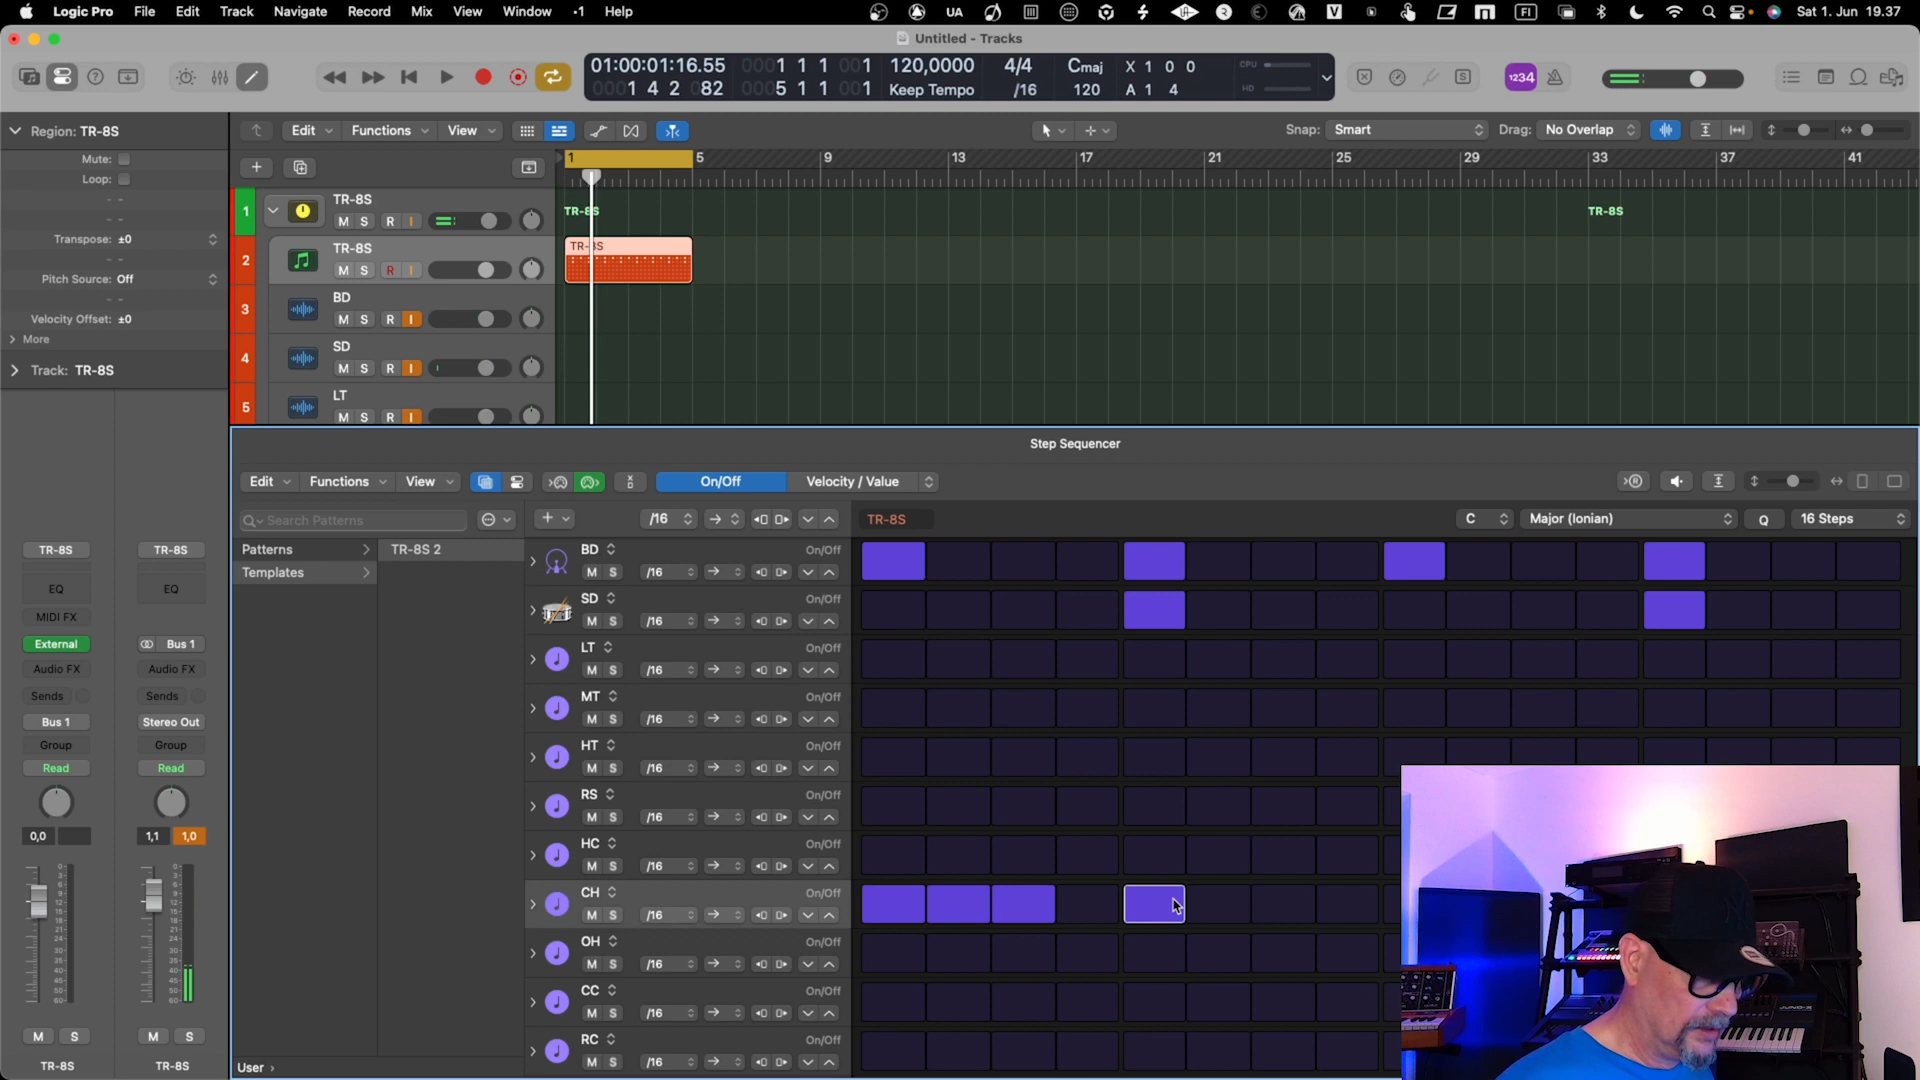 Logic Pro File Edit Track Navigate Record Mix View Window 1 Help
UA V FI Sat 1. Jun 19.37
Untitled - Tracks
01:00:01:16.55 0001 1 1 001 120,0000 4/4 Cmaj X 1 0 0 CPU
0001 4 2 082 0005 1 1 001 Keep Tempo /16 120 A 1 4 HD
1234
Region: TR-8S Edit Functions View Snap: Smart Drag: No Overlap
Mute:
Loop:
Transpose: ±0
Pitch Source: Off
Velocity Offset: ±0
More
Track: TR-8S
1 5 9 13 17 21 25 29 33 37 41
1 TR-8S
M S R I
TR-8S TR-8S
2 TR-8S
M S R I
TR-8S
3 BD
M S R I
4 SD
M S R I
5 LT
M S R I
Step Sequencer
Edit Functions View On/Off Velocity / Value
Search Patterns /16 TR-8S C Major (Ionian) Q 16 Steps
Patterns TR-8S 2
Templates
BD On/Off
M S /16
SD On/Off
M S /16
LT On/Off
M S /16
MT On/Off
M S /16
HT On/Off
M S /16
RS On/Off
M S /16
HC On/Off
M S /16
CH On/Off
M S /16
OH On/Off
M S /16
CC On/Off
M S /16
RC On/Off
M S /16
User
TR-8S TR-8S
EQ EQ
MIDI FX
External Bus 1
Audio FX Audio FX
Sends Sends
Bus 1 Stereo Out
Group Group
Read Read
0,0 1,1 1,0
M S M S
TR-8S TR-8S